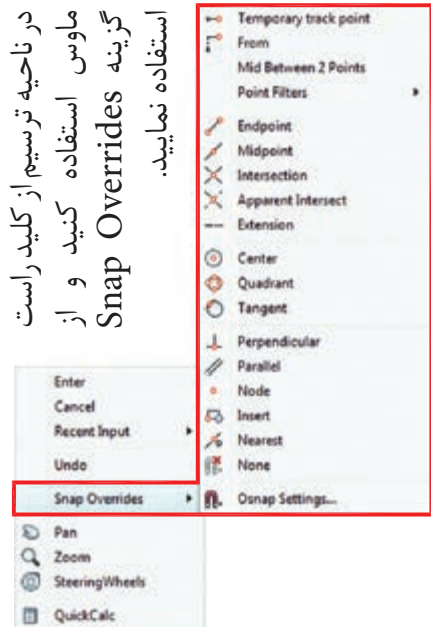 در ناحیه ترسیم از کلید راست
ماوس استفاده کنید و از
گزینه Snap Overrides
استفاده نمایید.
Temporary track point
From
Mid Between 2 Points
Point Filters
Endpoint
Midpoint
Intersection
Apparent Intersect
Extension
Center
Quadrant
Tangent
Perpendicular
Parallel
Node
Insert
Nearest
None
Osnap Settings...
Enter
Cancel
Recent Input
Undo
Snap Overrides
Pan
Zoom
SteeringWheels
QuickCalc